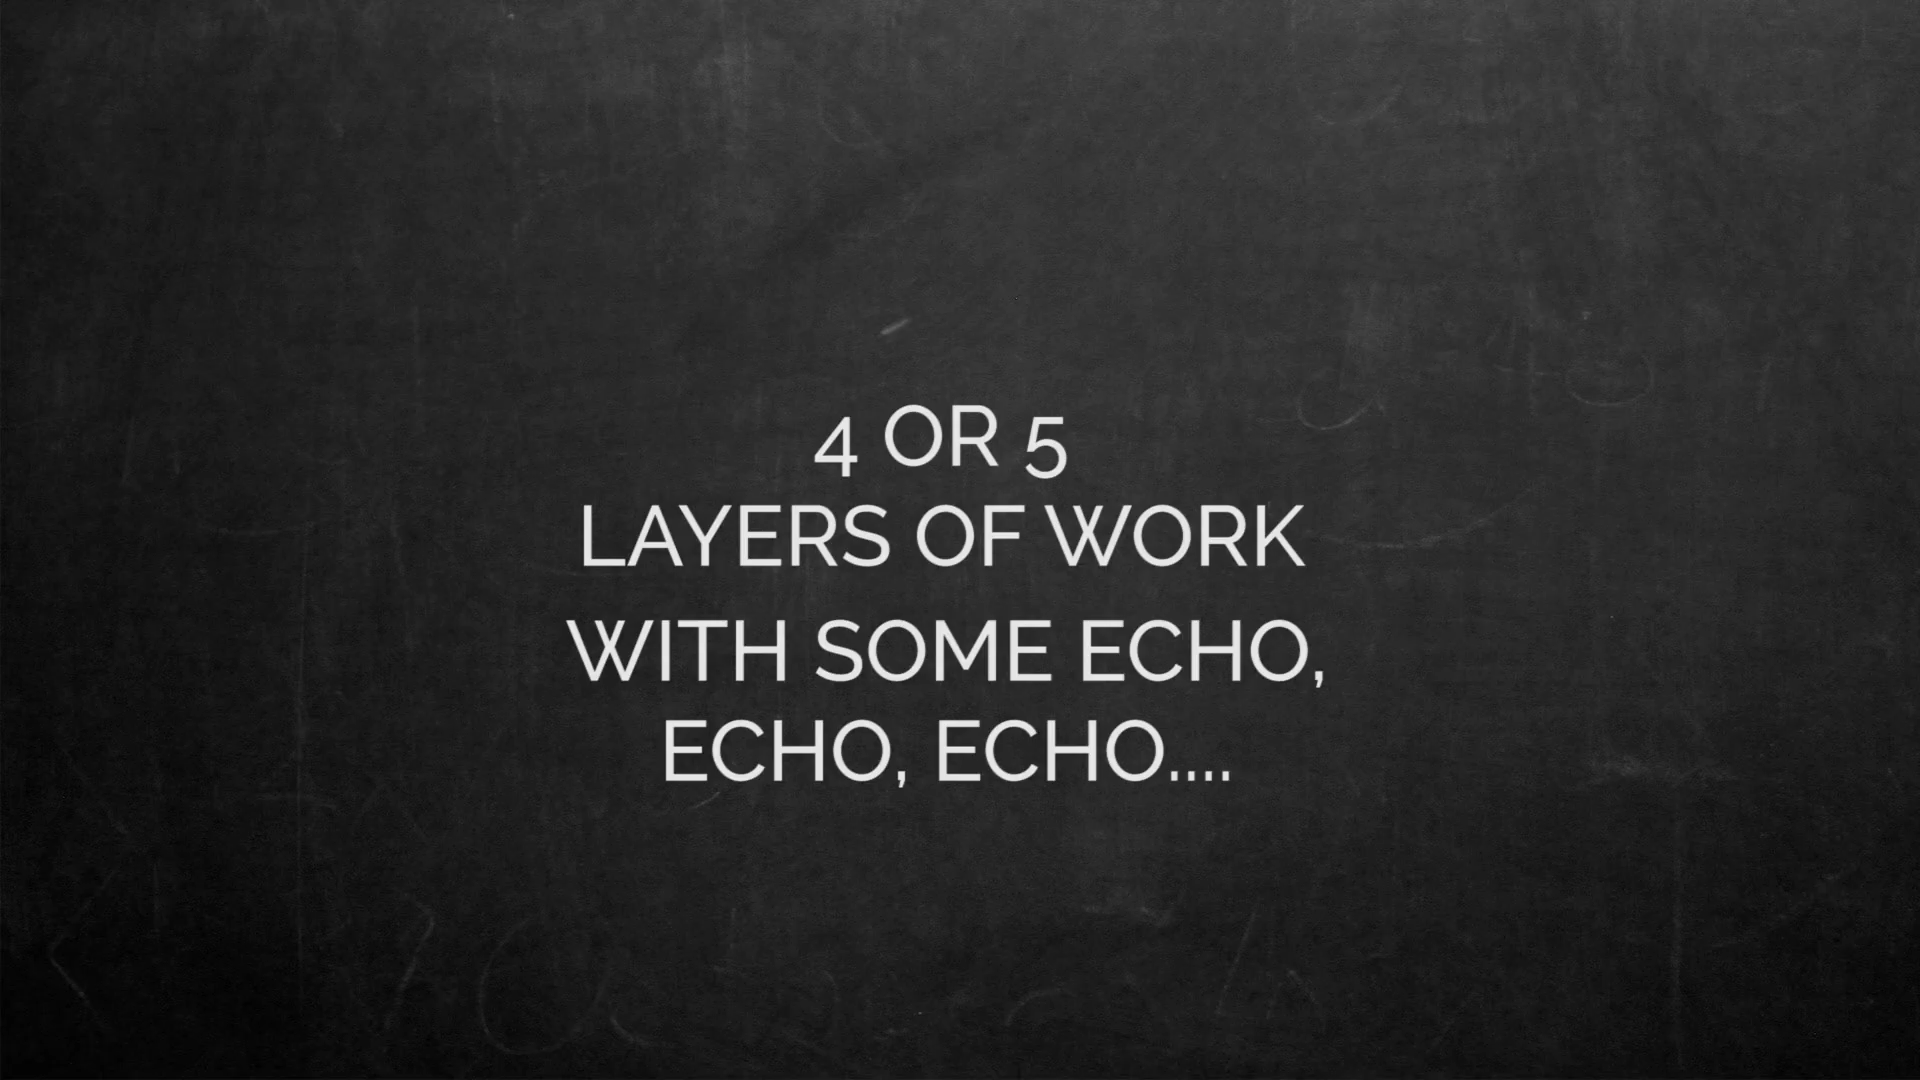 4 OR 5
LAYERS OF WORK
WITH SOME ECHO,
ECHO, ECHO....